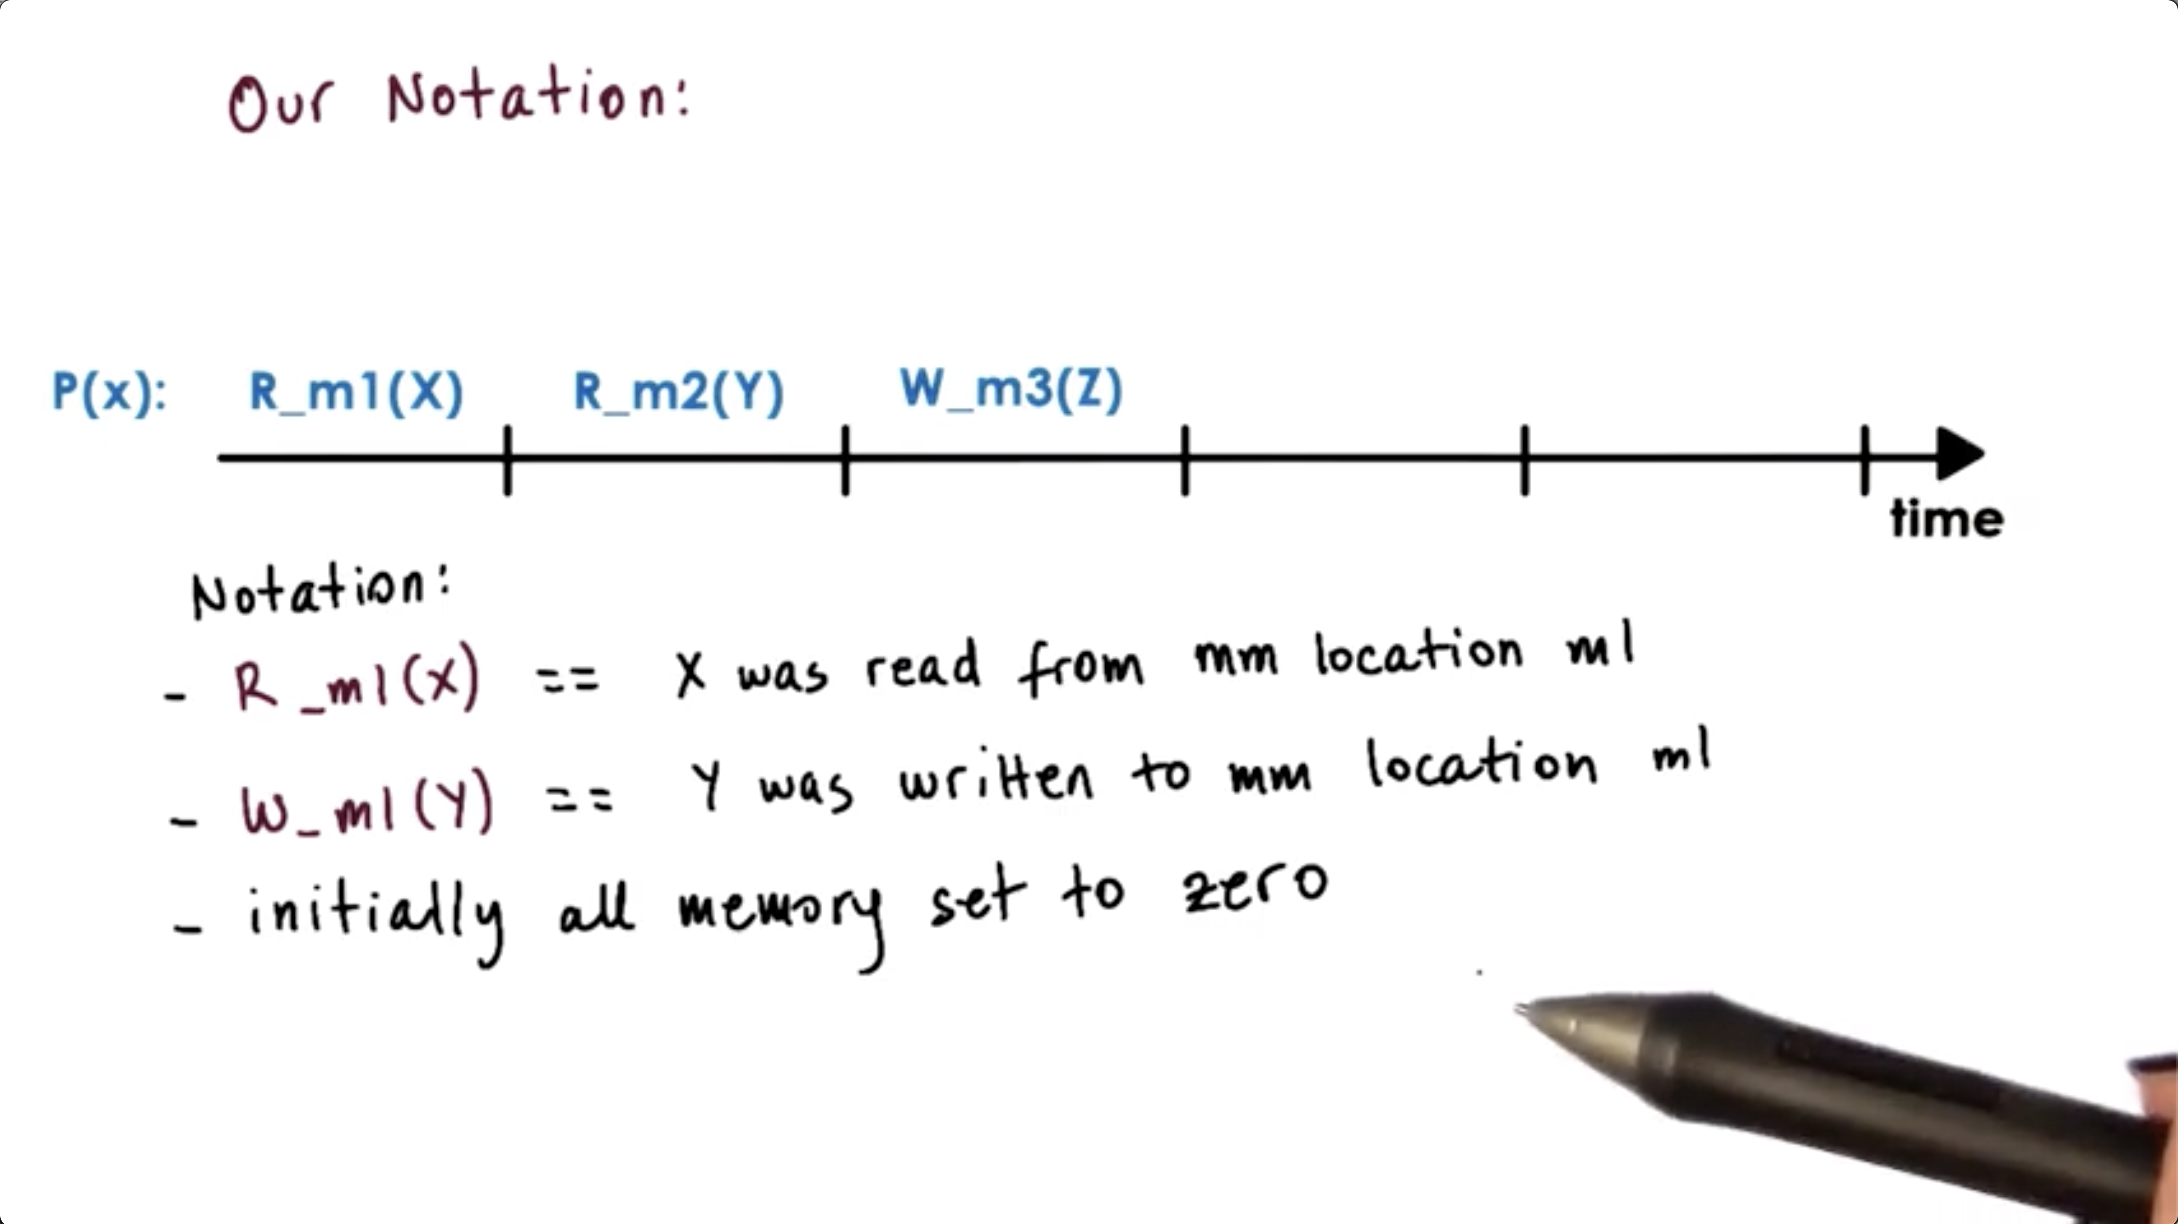 Our Notation:
P(x): R_m1(X) R_m2(Y) W_m3(Z)
time
Notation:
- R_m1(X) == X was read from mm location m1
- W_m1(Y) == Y was written to mm location m1
- initially all memory set to zero